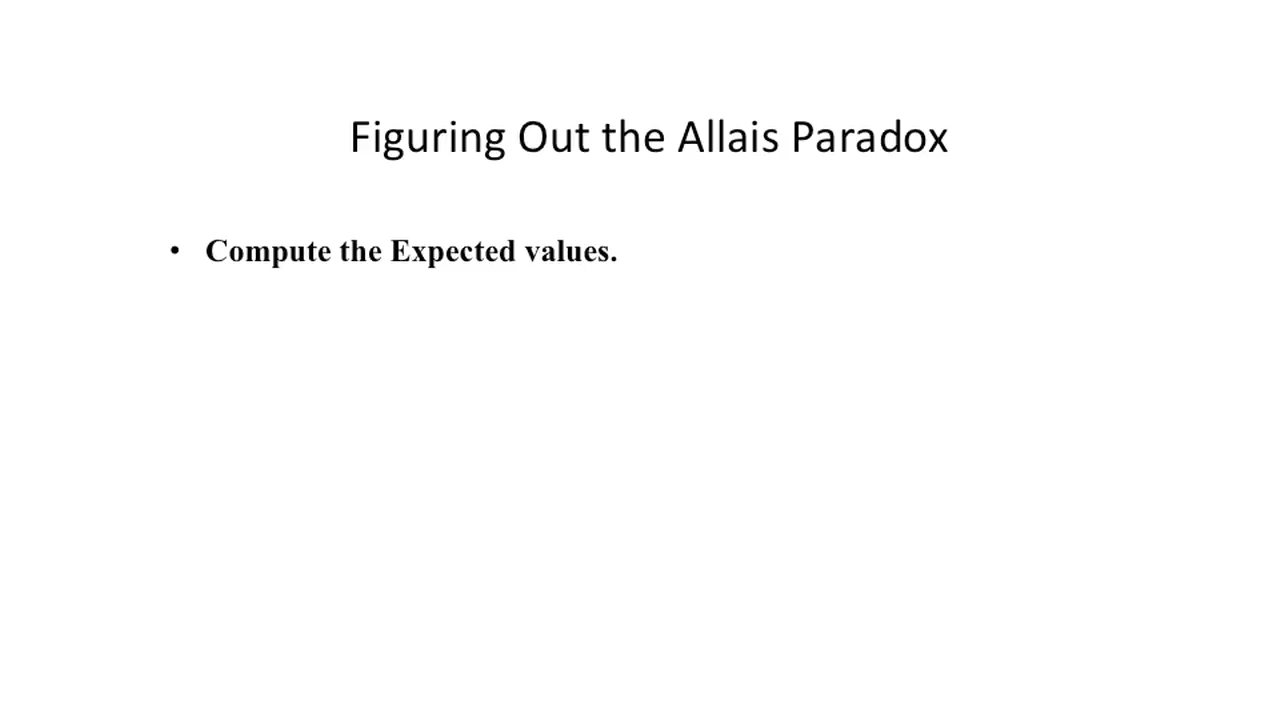 Figuring Out the Allais Paradox
• Compute the Expected values.